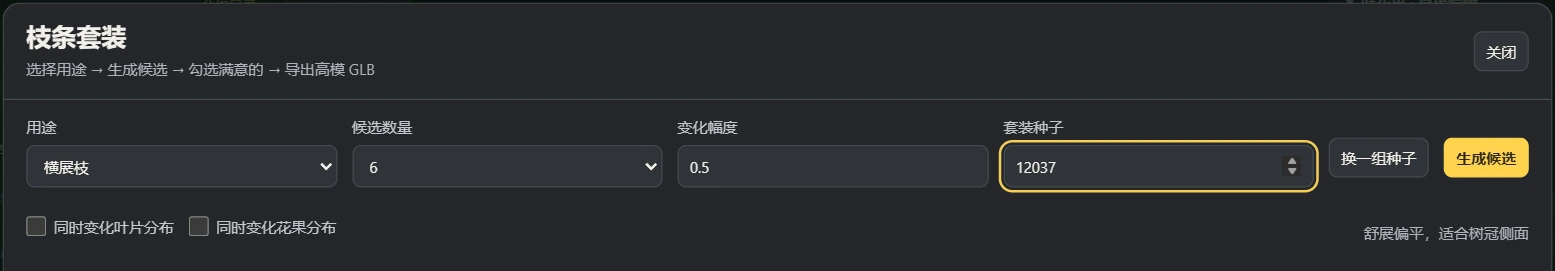 枝条套装
选择用途 → 生成候选 → 勾选满意的 → 导出高模 GLB
关闭
用途
候选数量
变化幅度
套装种子
横展枝
6
0.5
12037
换一组种子
生成候选
同时变化叶片分布
同时变化花果分布
舒展偏平，适合树冠侧面